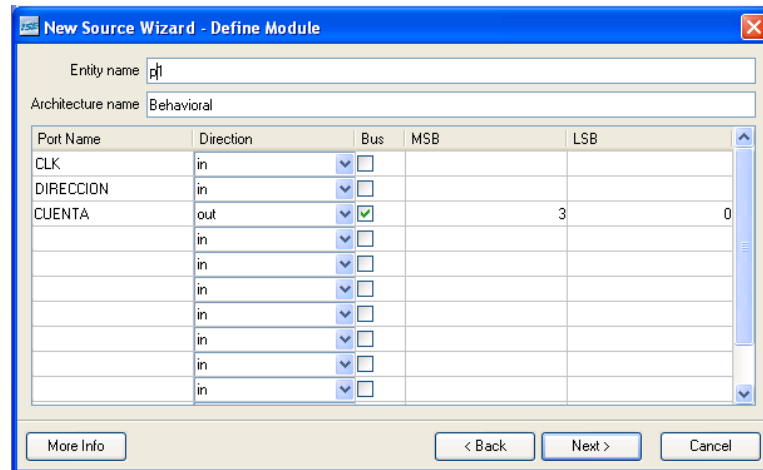 ISE New Source Wizard - Define Module
Entity name p1
Architecture name Behavioral
Port Name Direction Bus MSB LSB
CLK in
DIRECCION in
CUENTA out 3 0
in
in
in
in
in
in
in
More Info < Back Next > Cancel